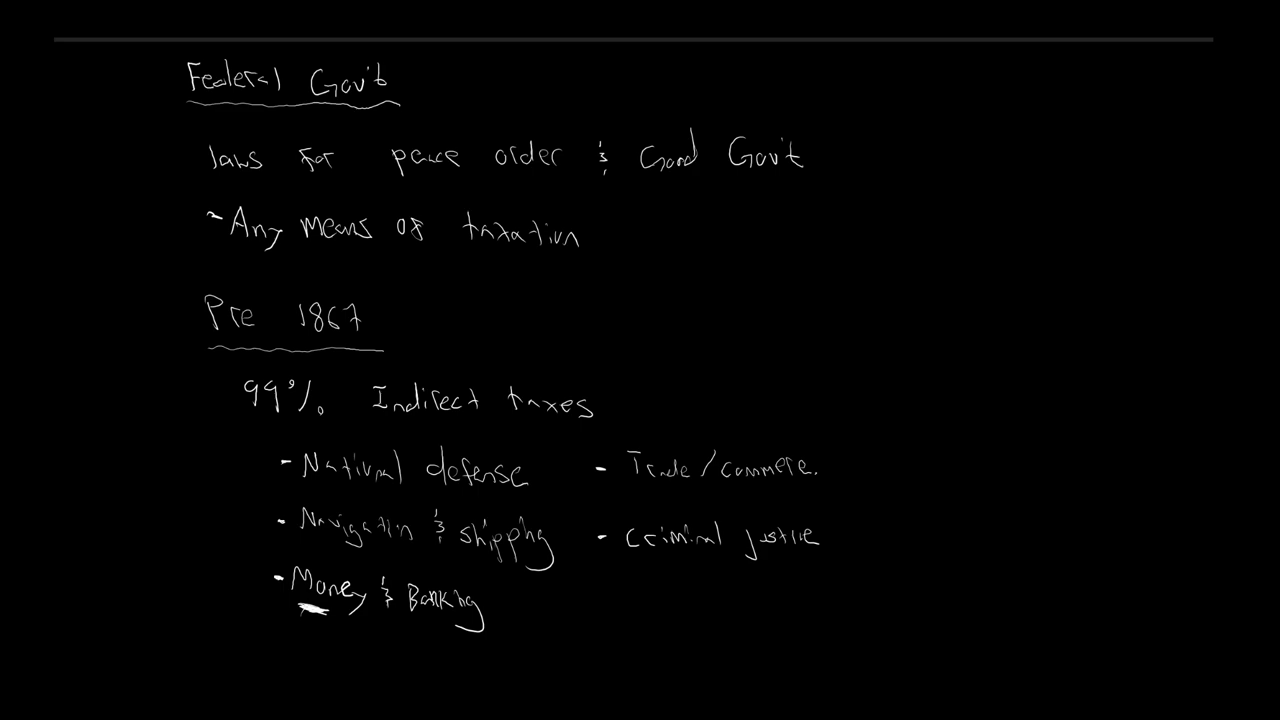 Federal Gov't
laws for peace order & Good Gov't
- Any means of taxation
Pre 1867
99% Indirect taxes
- National defense
- Trade/commerce.
- Navigation & shipping
- criminal justice
- Money & Banking